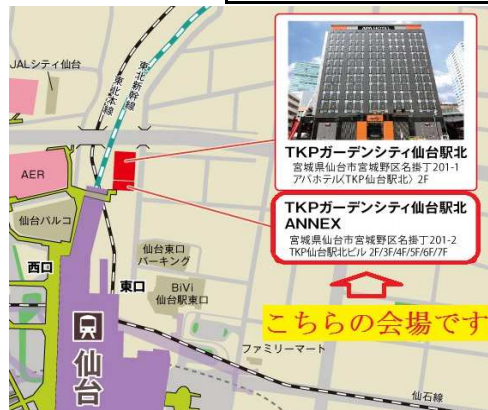 JALシティ仙台
東北新幹線
東北本線
TKPガーデンシティ仙台駅北
宮城県仙台市宮城野区名掛丁201-1
アパホテル〈TKP仙台駅北〉 2F
AER
TKPガーデンシティ仙台駅北
ANNEX
宮城県仙台市宮城野区名掛丁201-2
TKP仙台駅北ビル 2F/3F/4F/5F/6F/7F
仙台パルコ
仙台東口
パーキング
西口
東口
BiVi
仙台駅東口
こちらの会場です
仙台
ファミリーマート
仙石線